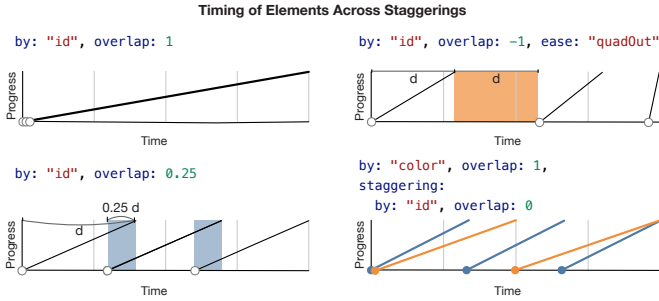 Timing of Elements Across Staggerings
by: "id", overlap: 1
Progress
Time
by: "id", overlap: -1, ease: "quadOut"
Progress
d
d
Time
by: "id", overlap: 0.25
Progress
0.25 d
d
Time
by: "color", overlap: 1,
staggering:
by: "id", overlap: 0
Progress
Time